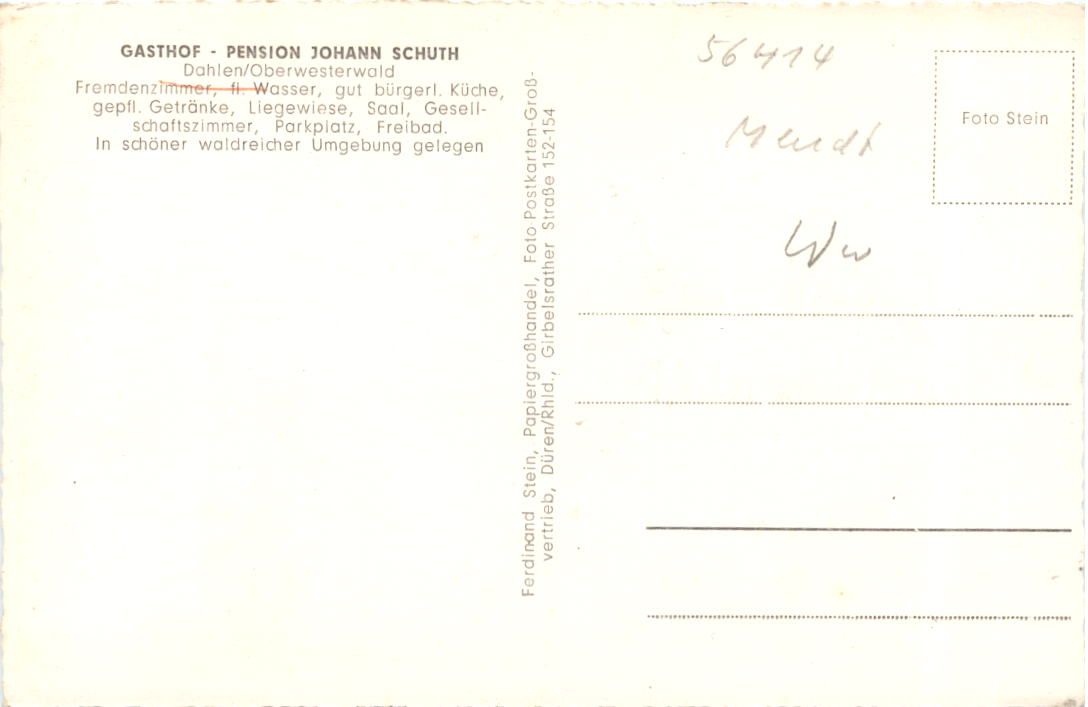 GASTHOF - PENSION JOHANN SCHUTH
Dahlen/Oberwesterwald
Fremdenzimmer, fl. Wasser, gut bürgerl. Küche,
gepfl. Getränke, Liegewiese, Saal, Gesell-
schaftszimmer, Parkplatz, Freibad.
In schöner waldreicher Umgebung gelegen
Ferdinand Stein, Papiergroßhandel, Foto-Postkarten-Groß-
vertrieb, Düren/Rhld., Girbelsrather Straße 152-154
56414
Mendt
Ww
Foto Stein